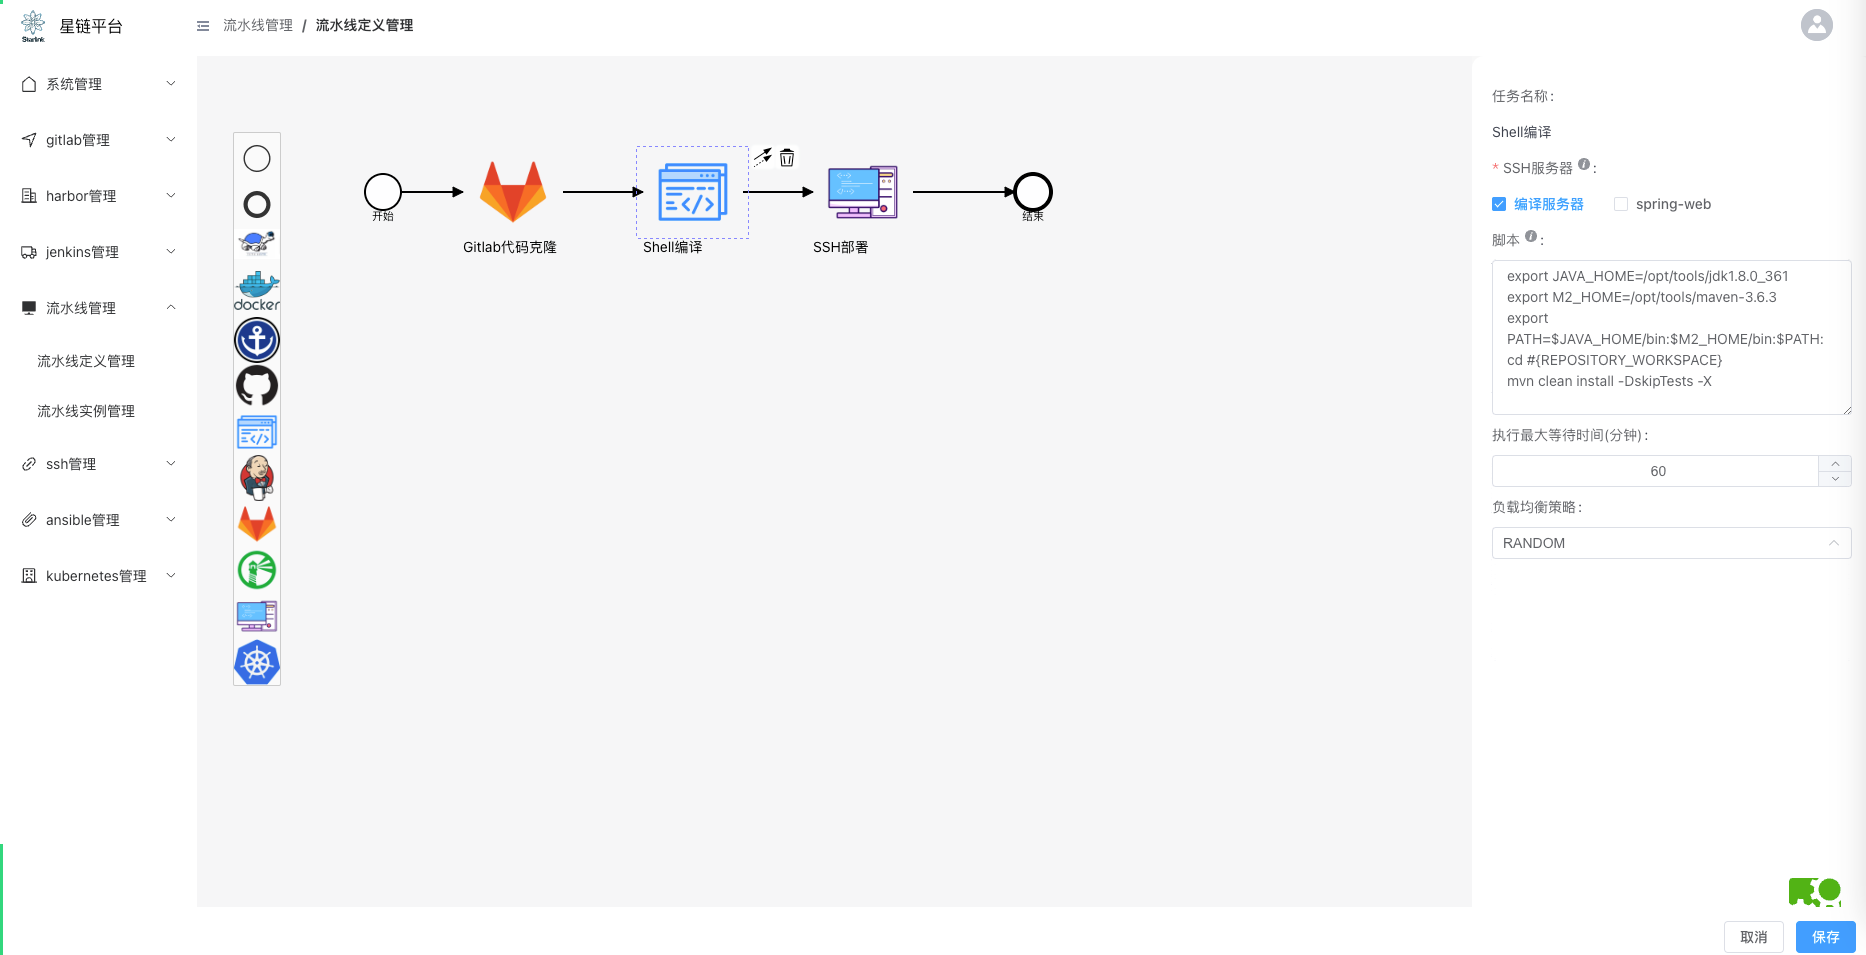 Starlink
星链平台
流水线管理 / 流水线定义管理
系统管理
gitlab管理
harbor管理
jenkins管理
流水线管理
流水线定义管理
流水线实例管理
ssh管理
ansible管理
kubernetes管理
docker
开始
Gitlab代码克隆
Shell编译
SSH部署
结束
任务名称:
Shell编译
* SSH服务器 :
编译服务器
spring-web
脚本 :
export JAVA_HOME=/opt/tools/jdk1.8.0_361
export M2_HOME=/opt/tools/maven-3.6.3
export
PATH=$JAVA_HOME/bin:$M2_HOME/bin:$PATH:
cd #{REPOSITORY_WORKSPACE}
mvn clean install -DskipTests -X
执行最大等待时间(分钟):
60
负载均衡策略:
RANDOM
取消
保存